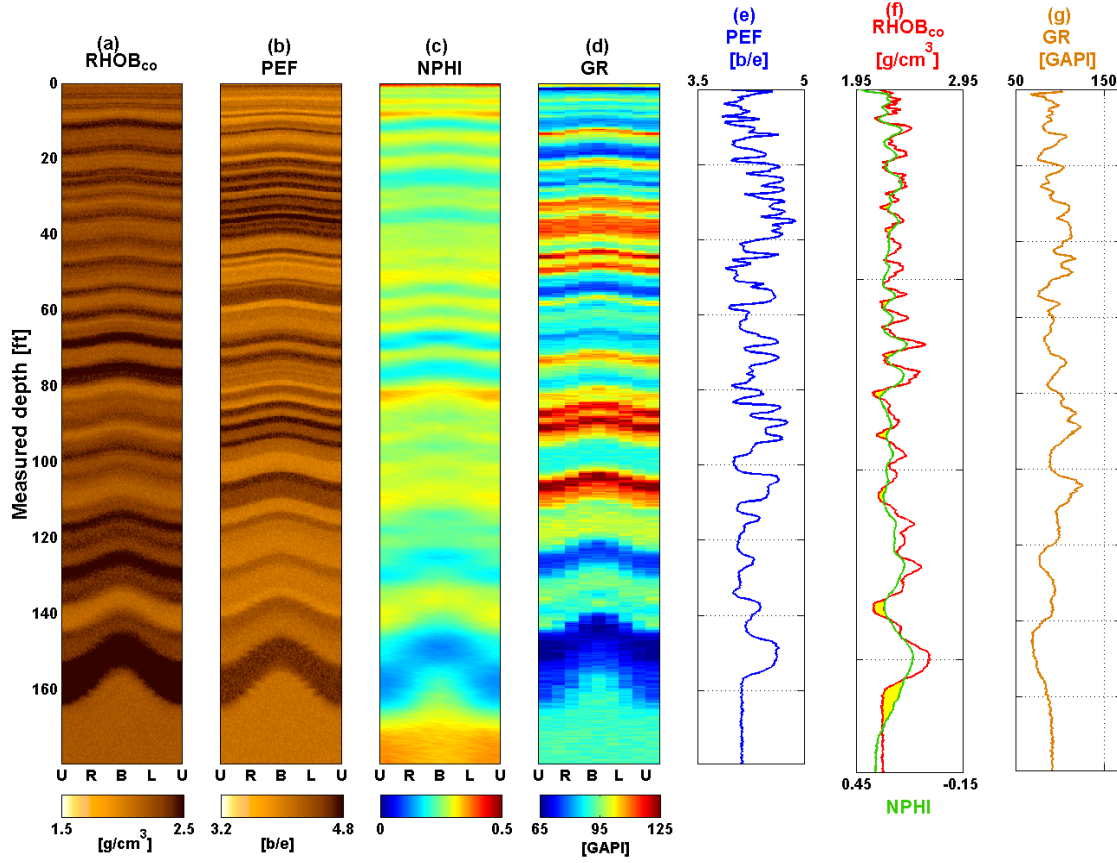 (a)
RHOBco
(b)
PEF
(c)
NPHI
(d)
GR
(e)
PEF
[b/e]
3.5 5
(f)
RHOBco
[g/cm³]
1.95 2.95
(g)
GR
[GAPI]
50 150
Measured depth [ft]
0
20
40
60
80
100
120
140
160
U R B L U
U R B L U
U R B L U
U R B L U
1.5 2.5
[g/cm³]
3.2 4.8
[b/e]
0 0.5
65 95 125
[GAPI]
0.45 -0.15
NPHI